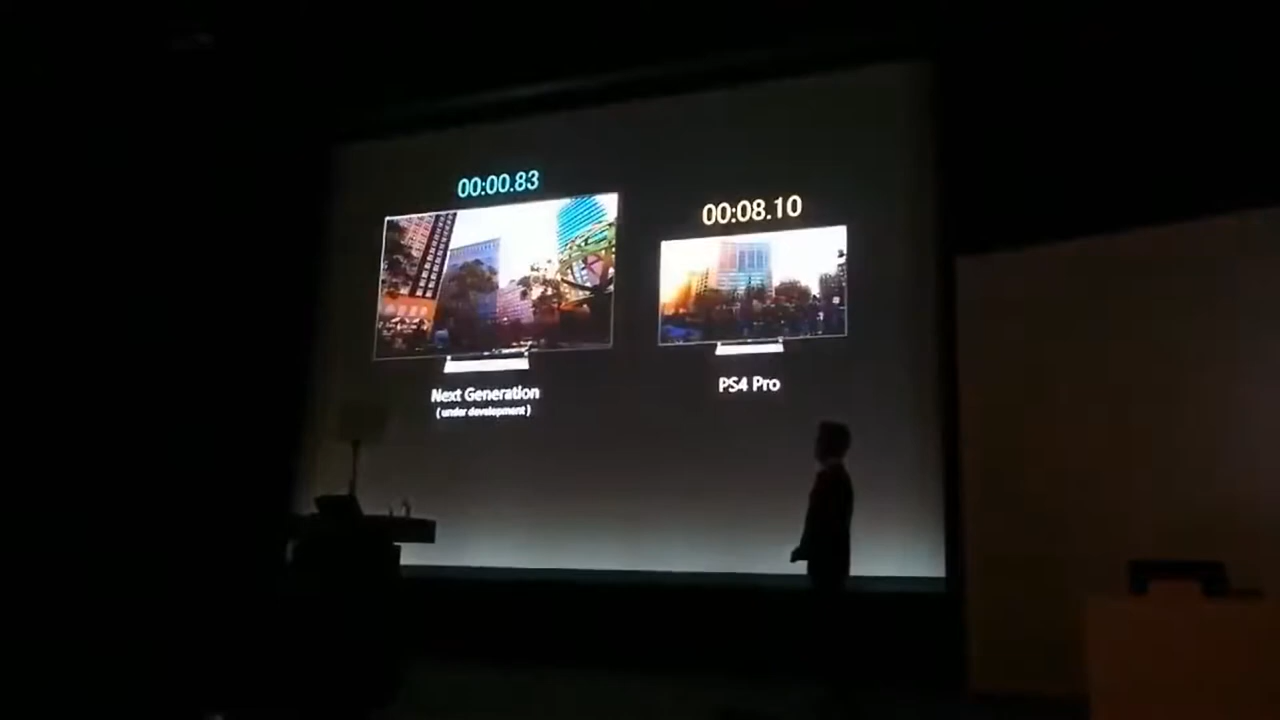 00:00.83
00:08.10
Next Generation
( under development )
PS4 Pro